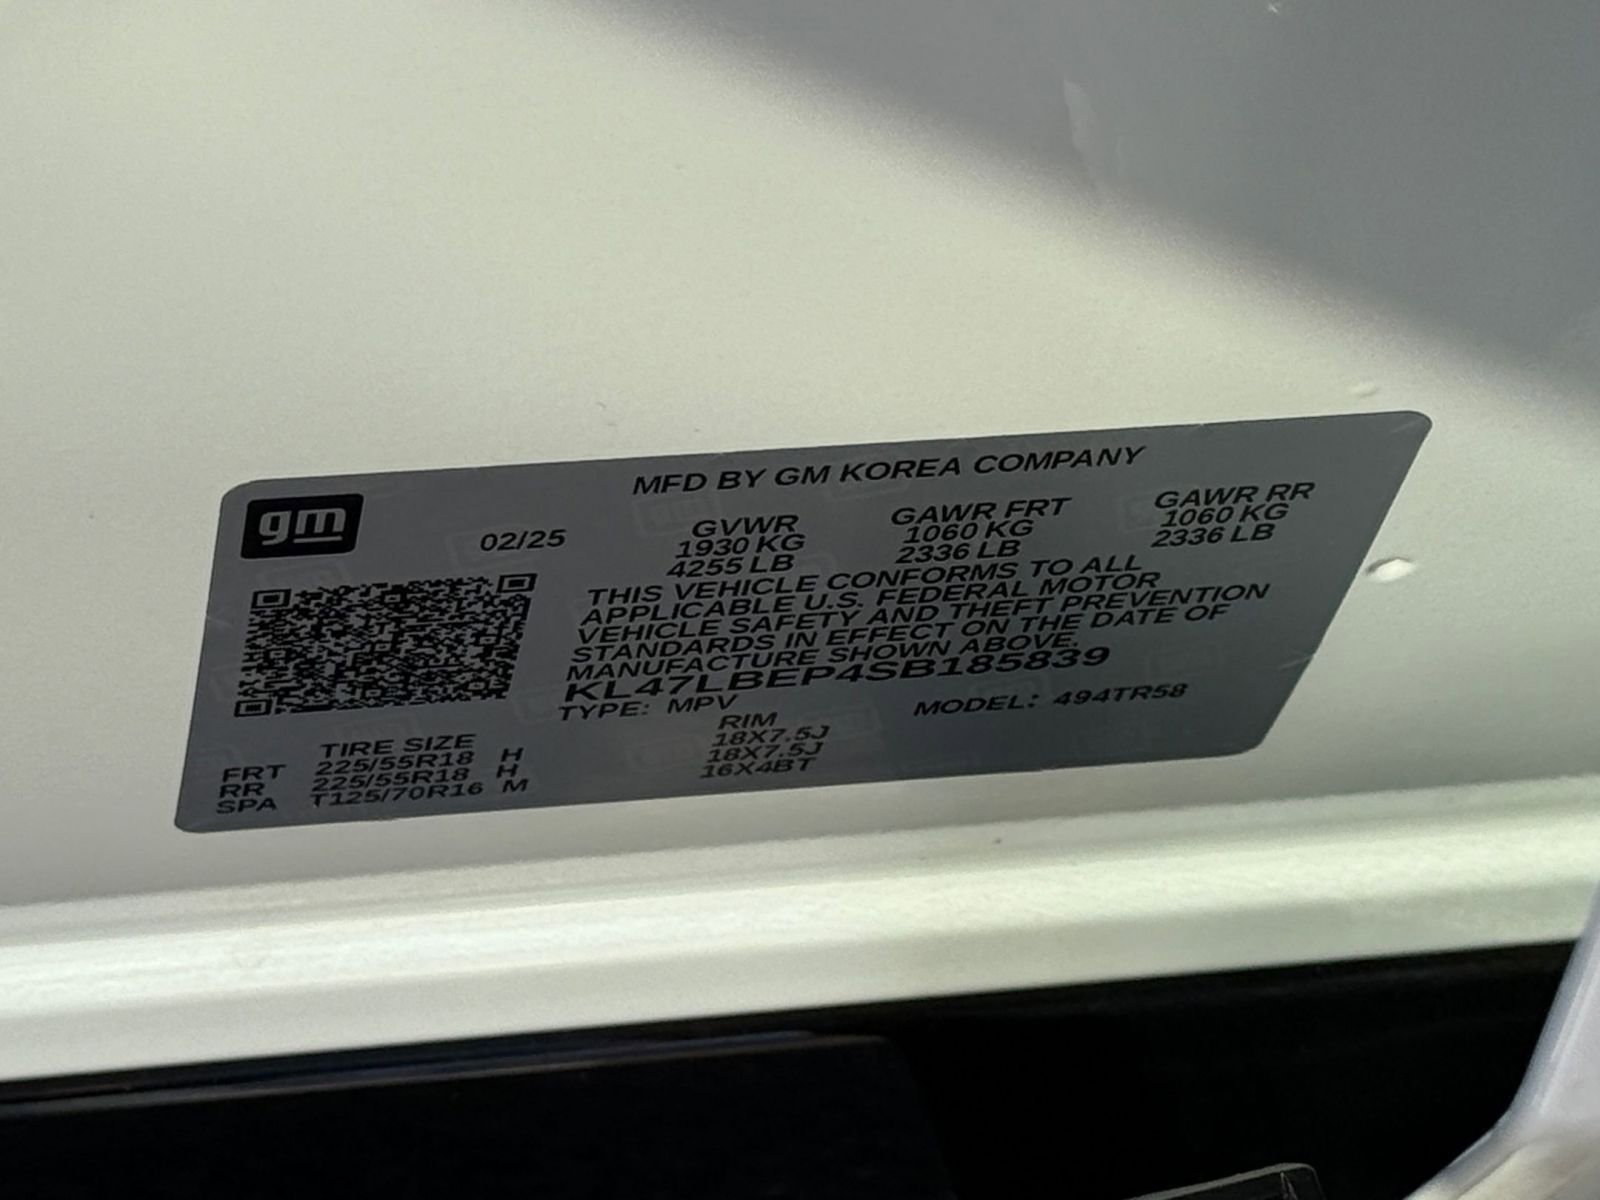 MFD BY GM KOREA COMPANY
gm
02/25
GVWR GAWR FRT GAWR RR
1930 KG 1060 KG 1060 KG
4255 LB 2336 LB 2336 LB
THIS VEHICLE CONFORMS TO ALL
APPLICABLE U.S. FEDERAL MOTOR
VEHICLE SAFETY AND THEFT PREVENTION
STANDARDS IN EFFECT ON THE DATE OF
MANUFACTURE SHOWN ABOVE.
KL47LBEP4SB185839
TYPE: MPV MODEL: 494TR58
TIRE SIZE RIM
FRT 225/55R18 H 18X7.5J
RR 225/55R18 H 18X7.5J
SPA T125/70R16 M 16X4BT